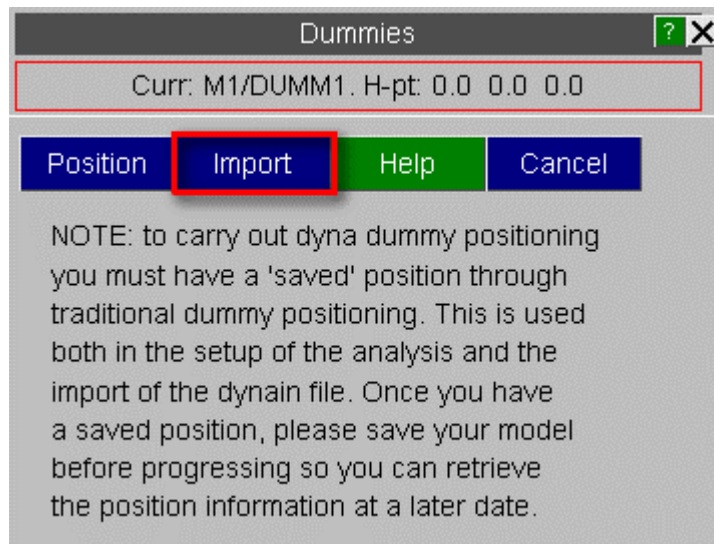 Dummies ? X
Curr: M1/DUMM1. H-pt: 0.0 0.0 0.0
Position Import Help Cancel
NOTE: to carry out dyna dummy positioning
you must have a 'saved' position through
traditional dummy positioning. This is used
both in the setup of the analysis and the
import of the dynain file. Once you have
a saved position, please save your model
before progressing so you can retrieve
the position information at a later date.